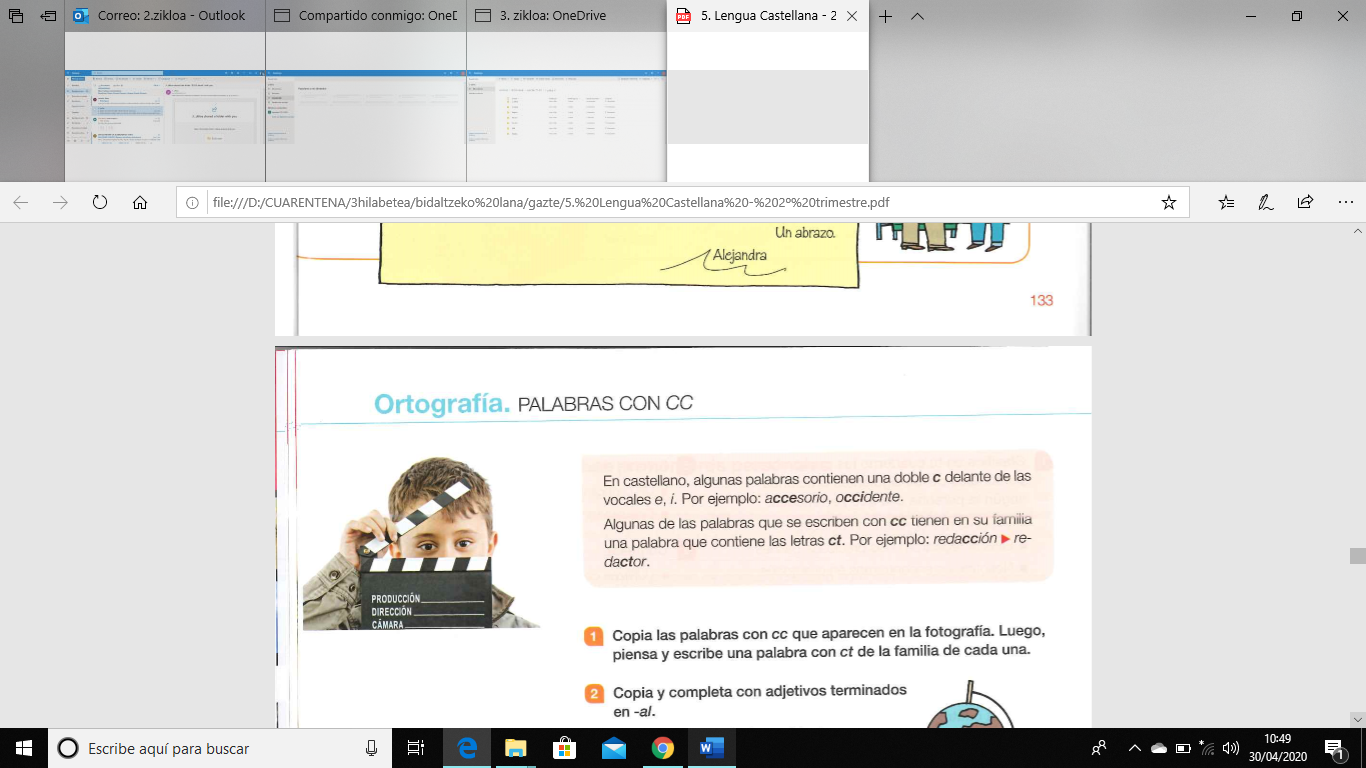 Correo: 2.zikloa - Outlook
Compartido conmigo: OneD
3. zikloa: OneDrive
5. Lengua Castellana - 2
file:///D:/CUARENTENA/3hilabetea/bidaltzeko%20lana/gazte/5.%20Lengua%20Castellana%20-%202º%20trimestre.pdf
Un abrazo.
Alejandra
133
Ortografía. PALABRAS CON CC
En castellano, algunas palabras contienen una doble c delante de las
vocales e, i. Por ejemplo: accesorio, occidente.
Algunas de las palabras que se escriben con cc tienen en su familia
una palabra que contiene las letras ct. Por ejemplo: redacción ▶ re-
dactor.
PRODUCCIÓN
DIRECCIÓN
CÁMARA
1 Copia las palabras con cc que aparecen en la fotografía. Luego,
piensa y escribe una palabra con ct de la familia de cada una.
2 Copia y completa con adjetivos terminados
en -al.
Escribe aquí para buscar
10:49
30/04/2020
1